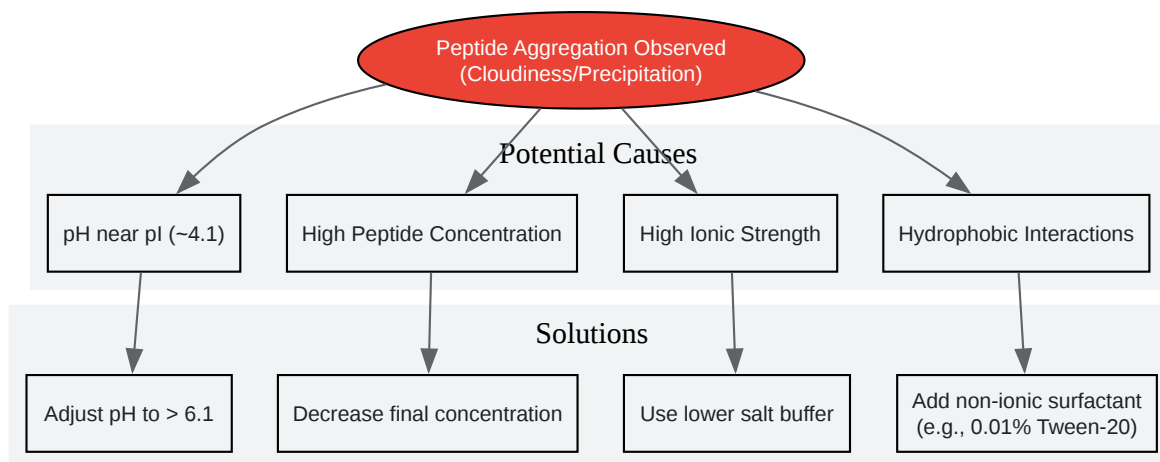 Peptide Aggregation Observed
(Cloudiness/Precipitation)
Potential Causes
pH near pI (~4.1)
High Peptide Concentration
High Ionic Strength
Hydrophobic Interactions
Solutions
Adjust pH to > 6.1
Decrease final concentration
Use lower salt buffer
Add non-ionic surfactant
(e.g., 0.01% Tween-20)